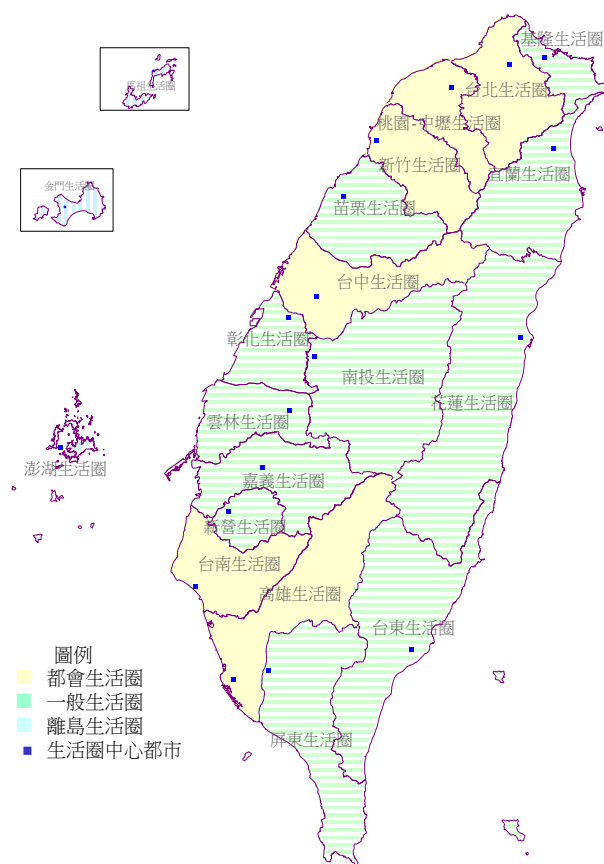 基隆生活圈
台北生活圈
馬祖生活圈
桃園-中壢生活圈
新竹生活圈
宜蘭生活圈
金門生活圈
苗栗生活圈
台中生活圈
彰化生活圈
南投生活圈
花蓮生活圈
雲林生活圈
澎湖生活圈
嘉義生活圈
新營生活圈
台南生活圈
高雄生活圈
台東生活圈
屏東生活圈
圖例
都會生活圈
一般生活圈
離島生活圈
生活圈中心都市